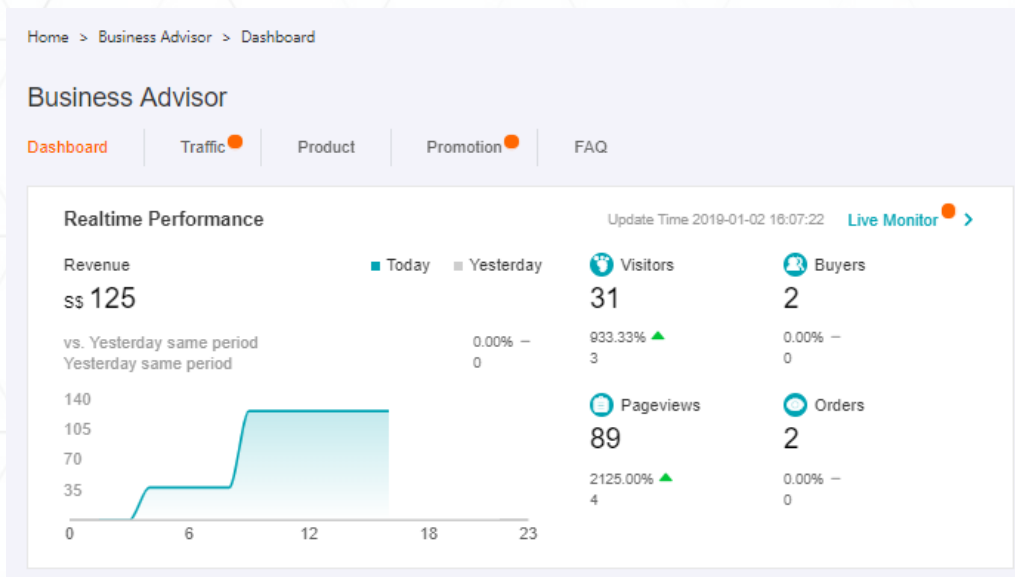 Home > Business Advisor > Dashboard
Business Advisor
Dashboard Traffic Product Promotion FAQ
Realtime Performance
Update Time 2019-01-02 16:07:22 Live Monitor >
Revenue
Today Yesterday
S$ 125
vs. Yesterday same period 0.00% –
Yesterday same period 0
140
105
70
35
0 6 12 18 23
Visitors
31
933.33%
3
Buyers
2
0.00% –
0
Pageviews
89
2125.00%
4
Orders
2
0.00% –
0